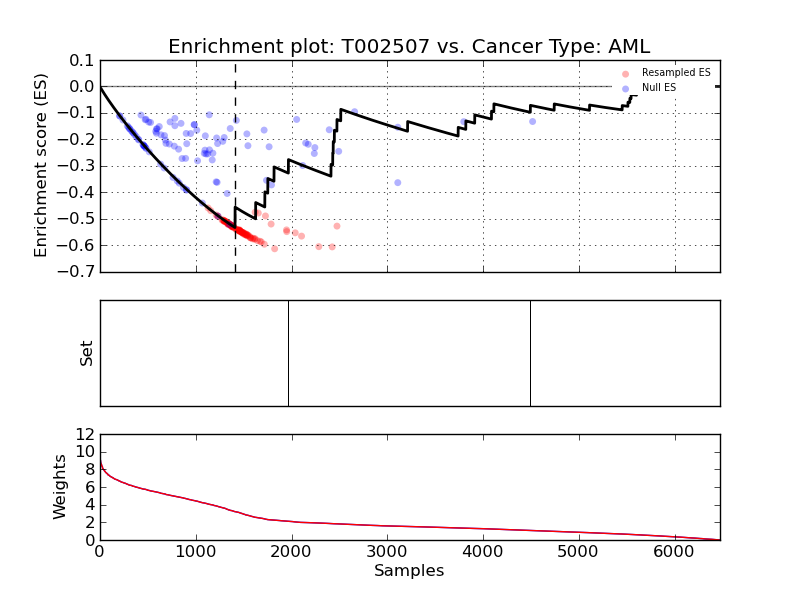 Enrichment plot: T002507 vs. Cancer Type: AML
Enrichment score (ES)
0.1
0.0
−0.1
−0.2
−0.3
−0.4
−0.5
−0.6
−0.7
Resampled ES
Null ES
Set
Weights
12
10
8
6
4
2
0
0 1000 2000 3000 4000 5000 6000
Samples